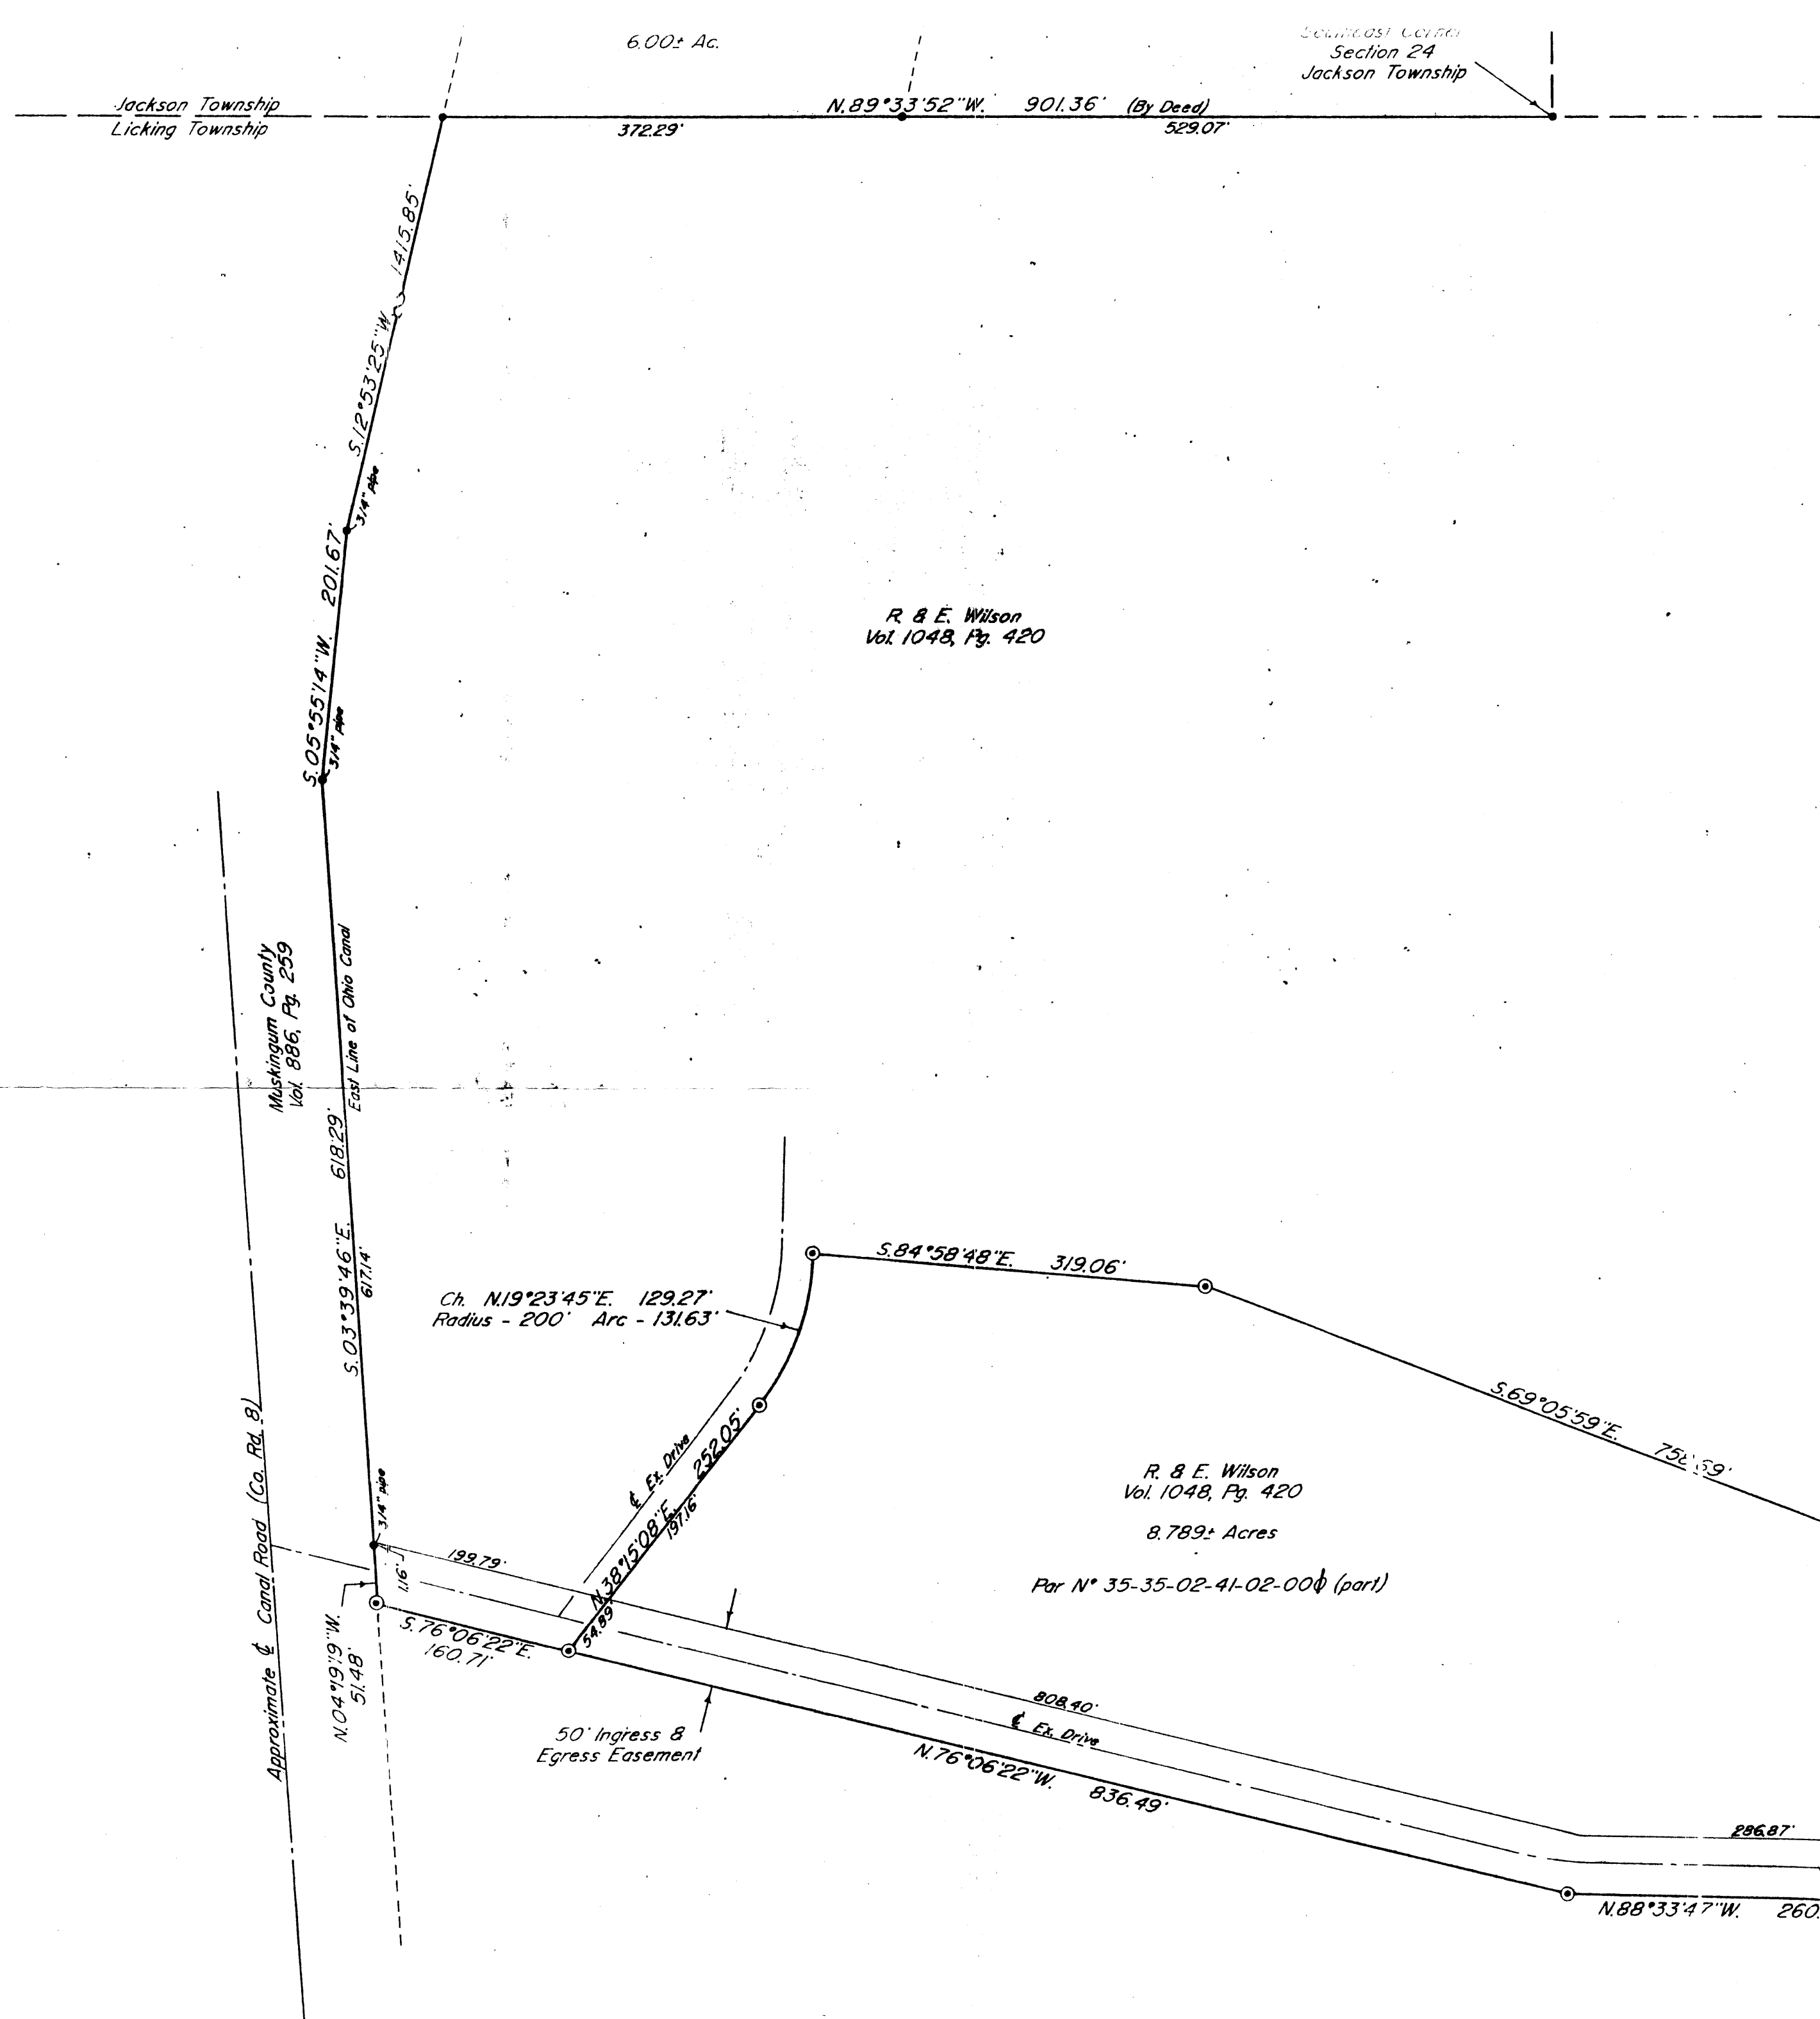 6.00± Ac.
Southeast Corner
Section 24
Jackson Township
Jackson Township
Licking Township
N.89°33'52"W. 901.36' (By Deed)
372.29'
529.07'
S.12°53'25"W. 1415.85'
3/4" pipe
S.05°55'14"W. 201.67'
3/4" pipe
R. & E. Wilson
Vol. 1048, Pg. 420
Muskingum County
Vol. 886, Pg. 259
East Line of Ohio Canal
S.03°39'46"E. 618.29'
617.14'
S.84°58'48"E. 319.06'
Ch. N.19°23'45"E. 129.27'
Radius - 200' Arc - 131.63'
S.69°05'59"E.
℄ Ex. Drive
N.38°15'08"E. 252.05'
197.16'
54.89'
R. & E. Wilson
Vol. 1048, Pg. 420
8.789± Acres
Par Nº 35-35-02-41-02-000 (part)
Approximate ℄ Canal Road (Co. Rd. 8)
3/4" pipe
199.79'
1.16'
N.04°19'19"W.
51.48'
S.76°06'22"E.
160.71'
50' Ingress &
Egress Easement
808.40'
℄ Ex. Drive
N.76°06'22"W. 836.49'
286.87'
N.88°33'47"W. 260.